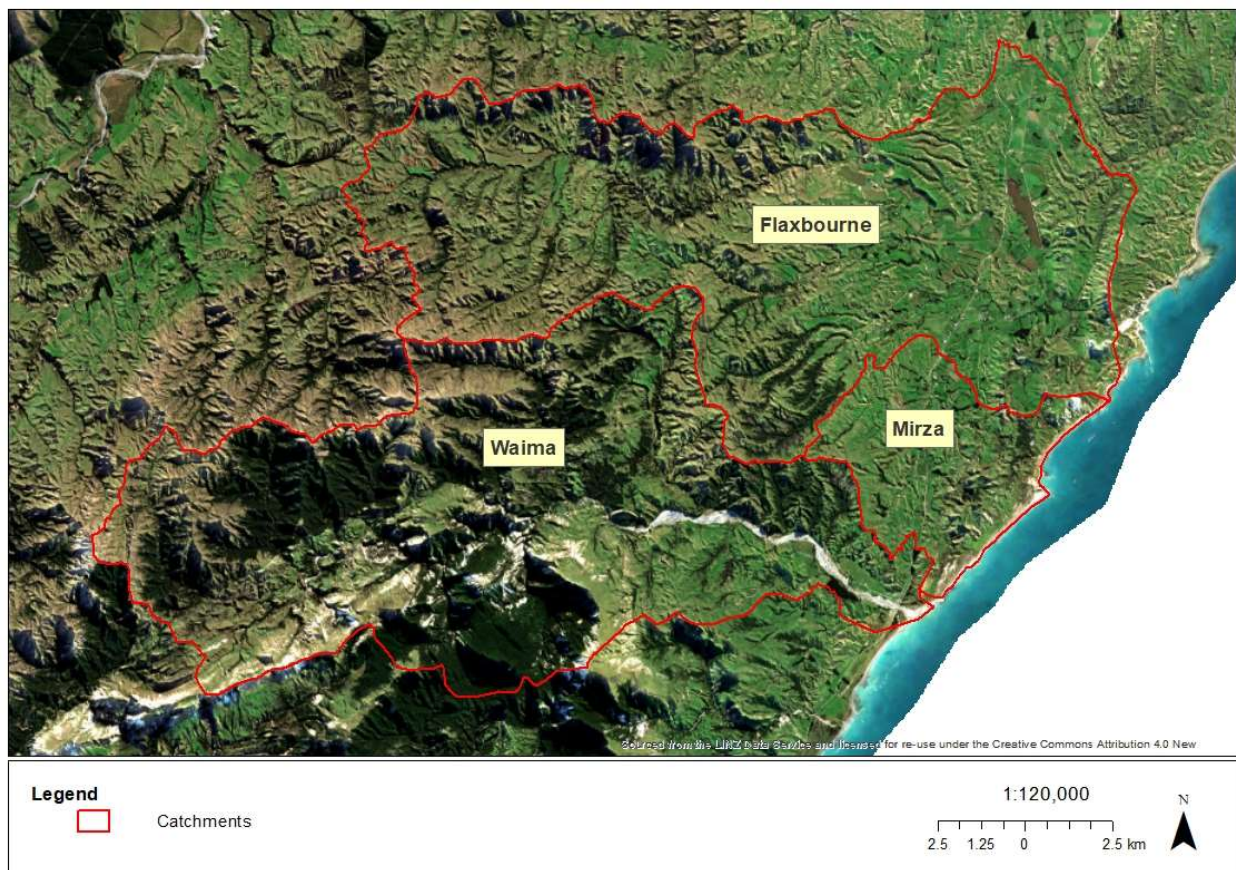 Flaxbourne
Mirza
Waima
Sourced from the LINZ Data Service and licensed for re-use under the Creative Commons Attribution 4.0 New
Legend
Catchments
1:120,000
2.5 1.25 0 2.5 km
N